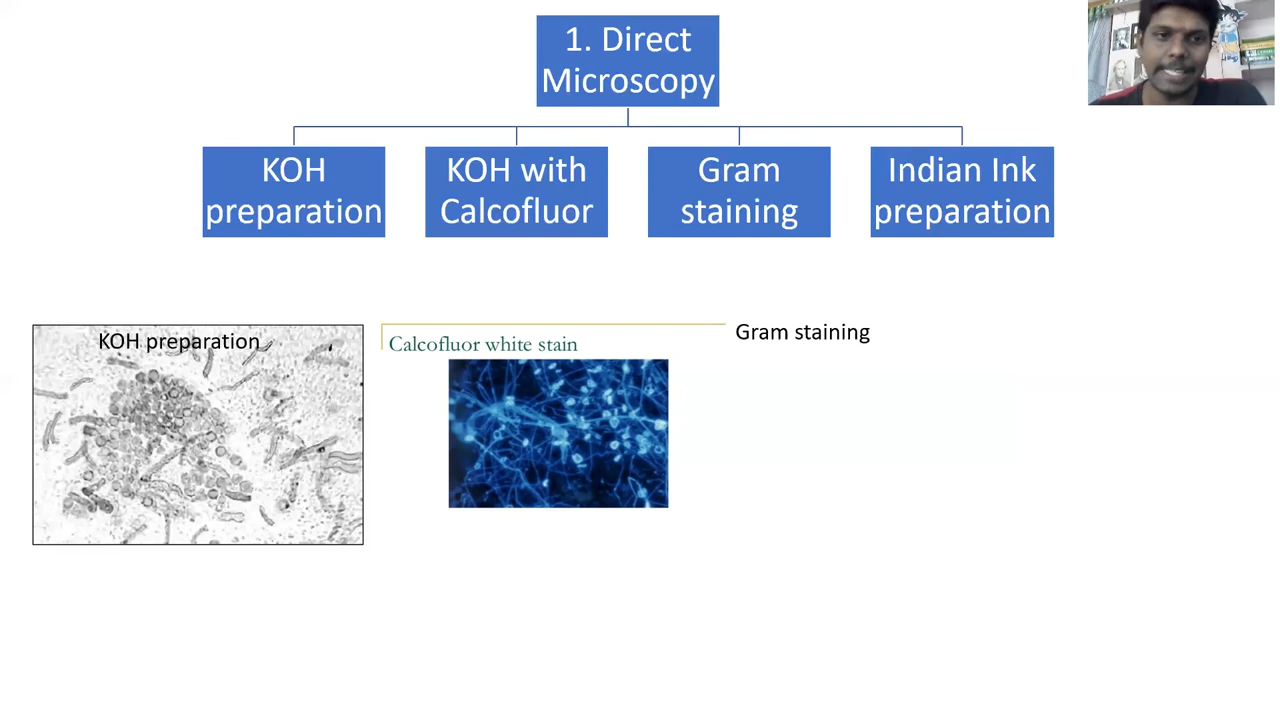 1. Direct
Microscopy
KOH
preparation
KOH with
Calcofluor
Gram
staining
Indian Ink
preparation
KOH preparation
Calcofluor white stain
Gram staining